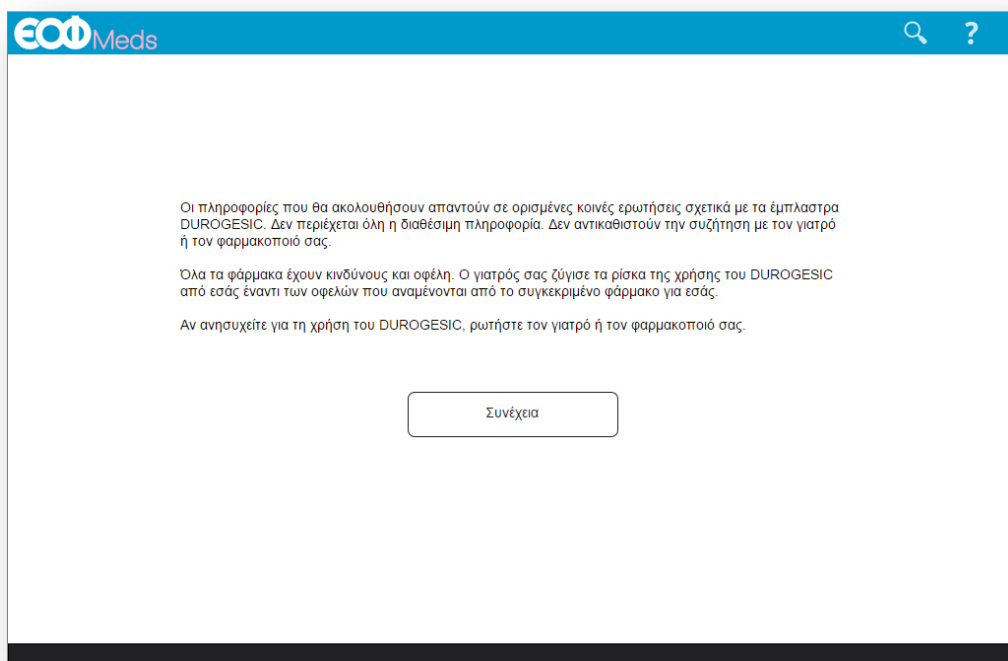 ΕΟΦMeds
?
Οι πληροφορίες που θα ακολουθήσουν απαντούν σε ορισμένες κοινές ερωτήσεις σχετικά με τα έμπλαστρα
DUROGESIC. Δεν περιέχεται όλη η διαθέσιμη πληροφορία. Δεν αντικαθιστούν την συζήτηση με τον γιατρό
ή τον φαρμακοποιό σας.
Όλα τα φάρμακα έχουν κινδύνους και οφέλη. Ο γιατρός σας ζύγισε τα ρίσκα της χρήσης του DUROGESIC
από εσάς έναντι των οφελών που αναμένονται από το συγκεκριμένο φάρμακο για εσάς.
Αν ανησυχείτε για τη χρήση του DUROGESIC, ρωτήστε τον γιατρό ή τον φαρμακοποιό σας.
Συνέχεια